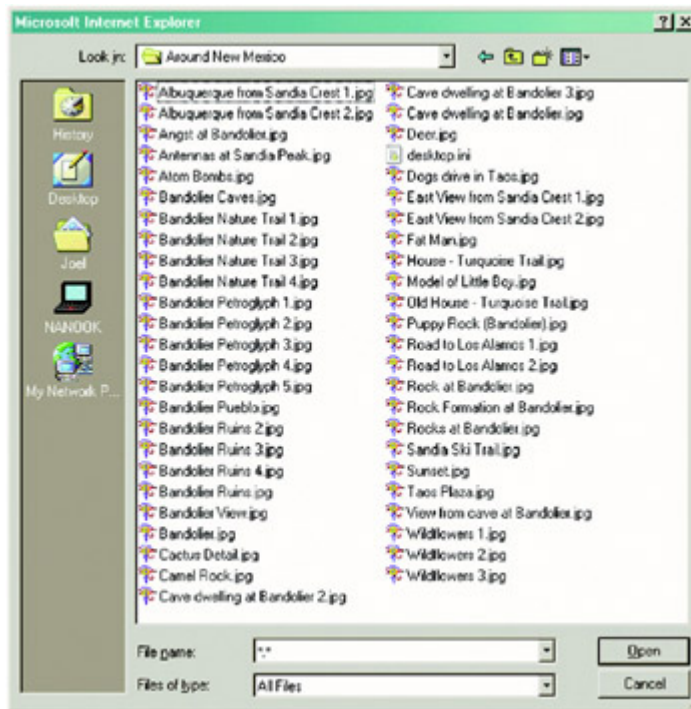 Microsoft Internet Explorer
Look in: Around New Mexico
History
Desktop
Joel
NANOOK
My Network P...
Albuquerque from Sandia Crest 1.jpg
Albuquerque from Sandia Crest 2.jpg
Angst at Bandolier.jpg
Antennas at Sandia Peak.jpg
Atom Bombs.jpg
Bandolier Caves.jpg
Bandolier Nature Trail 1.jpg
Bandolier Nature Trail 2.jpg
Bandolier Nature Trail 3.jpg
Bandolier Nature Trail 4.jpg
Bandolier Petroglyph 1.jpg
Bandolier Petroglyph 2.jpg
Bandolier Petroglyph 3.jpg
Bandolier Petroglyph 4.jpg
Bandolier Petroglyph 5.jpg
Bandolier Pueblo.jpg
Bandolier Ruins 2.jpg
Bandolier Ruins 3.jpg
Bandolier Ruins 4.jpg
Bandolier Ruins.jpg
Bandolier View.jpg
Bandolier.jpg
Cactus Detail.jpg
Camel Rock.jpg
Cave dwelling at Bandolier 2.jpg
Cave dwelling at Bandolier 3.jpg
Cave dwelling at Bandolier.jpg
Deer.jpg
desktop.ini
Dogs drive in Taos.jpg
East View from Sandia Crest 1.jpg
East View from Sandia Crest 2.jpg
Fat Man.jpg
House - Turquoise Trail.jpg
Model of Little Boy.jpg
Old House - Turquoise Trail.jpg
Puppy Rock (Bandolier).jpg
Road to Los Alamos 1.jpg
Road to Los Alamos 2.jpg
Rock at Bandolier.jpg
Rock Formation at Bandolier.jpg
Rocks at Bandolier.jpg
Sandia Ski Trail.jpg
Sunset.jpg
Taos Plaza.jpg
View from cave at Bandolier.jpg
Wildflowers 1.jpg
Wildflowers 2.jpg
Wildflowers 3.jpg
File name: *.* Open
Files of type: All Files Cancel